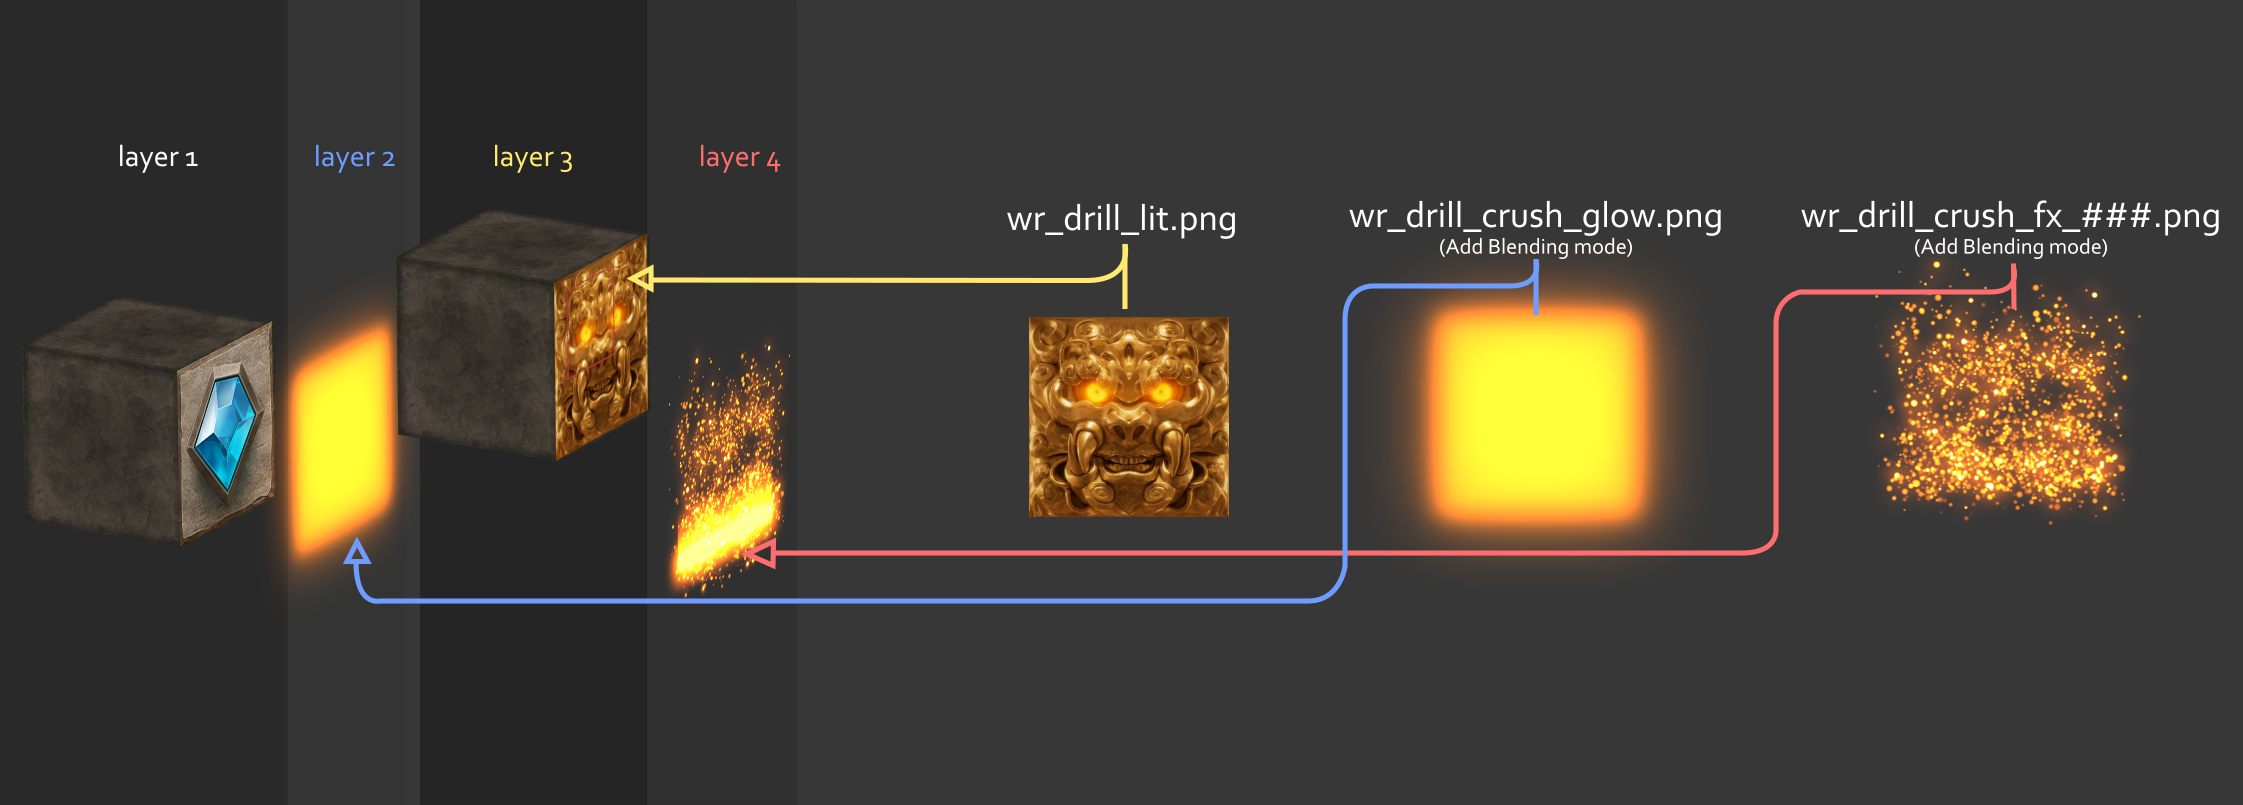 layer 1
layer 2
layer 3
layer 4
wr_drill_lit.png
wr_drill_crush_glow.png
(Add Blending mode)
wr_drill_crush_fx_###.png
(Add Blending mode)